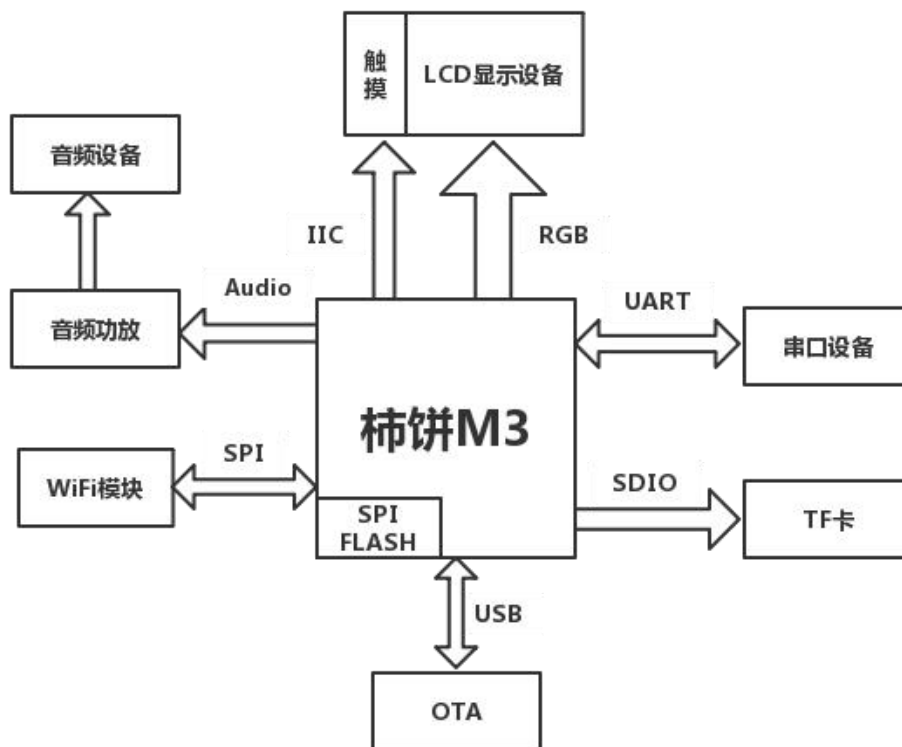 触
摸
LCD显示设备
音频设备
IIC
RGB
Audio
UART
音频功放
串口设备
柿饼M3
SPI
WiFi模块
SDIO
SPI
FLASH
TF卡
USB
OTA